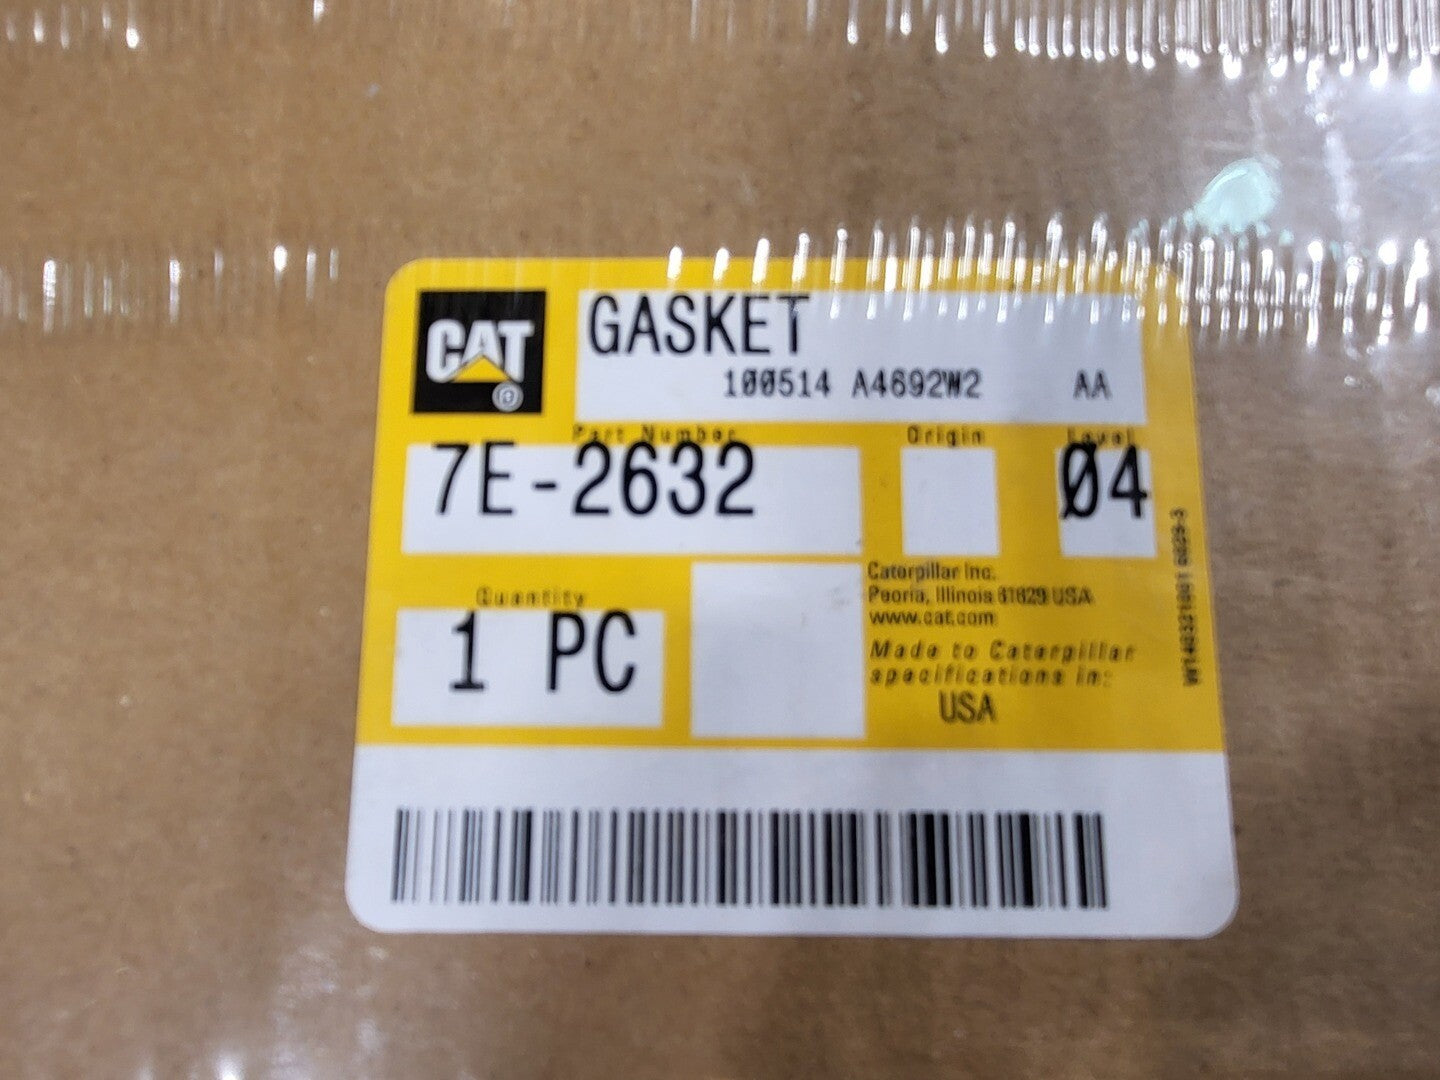 CAT
®
GASKET
100514 A4692W2 AA
Part Number Origin Level
7E-2632 04
Quantity
1 PC
Caterpillar Inc.
Peoria, Illinois 61629 USA
www.cat.com
Made to Caterpillar
specifications in:
USA